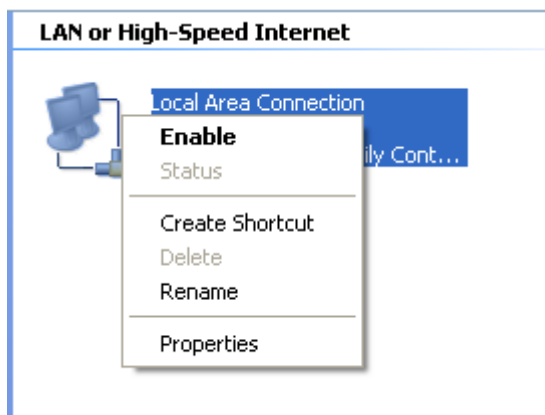 LAN or High-Speed Internet
Local Area Connection
Enable
ily Cont...
Status
Create Shortcut
Delete
Rename
Properties